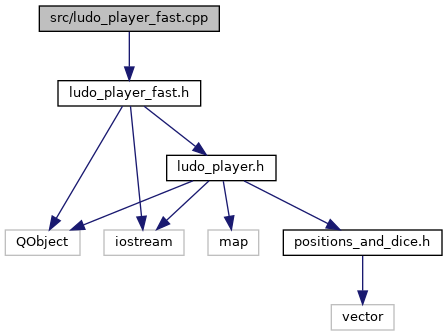 src/ludo_player_fast.cpp
ludo_player_fast.h
ludo_player.h
QObject
iostream
map
positions_and_dice.h
vector